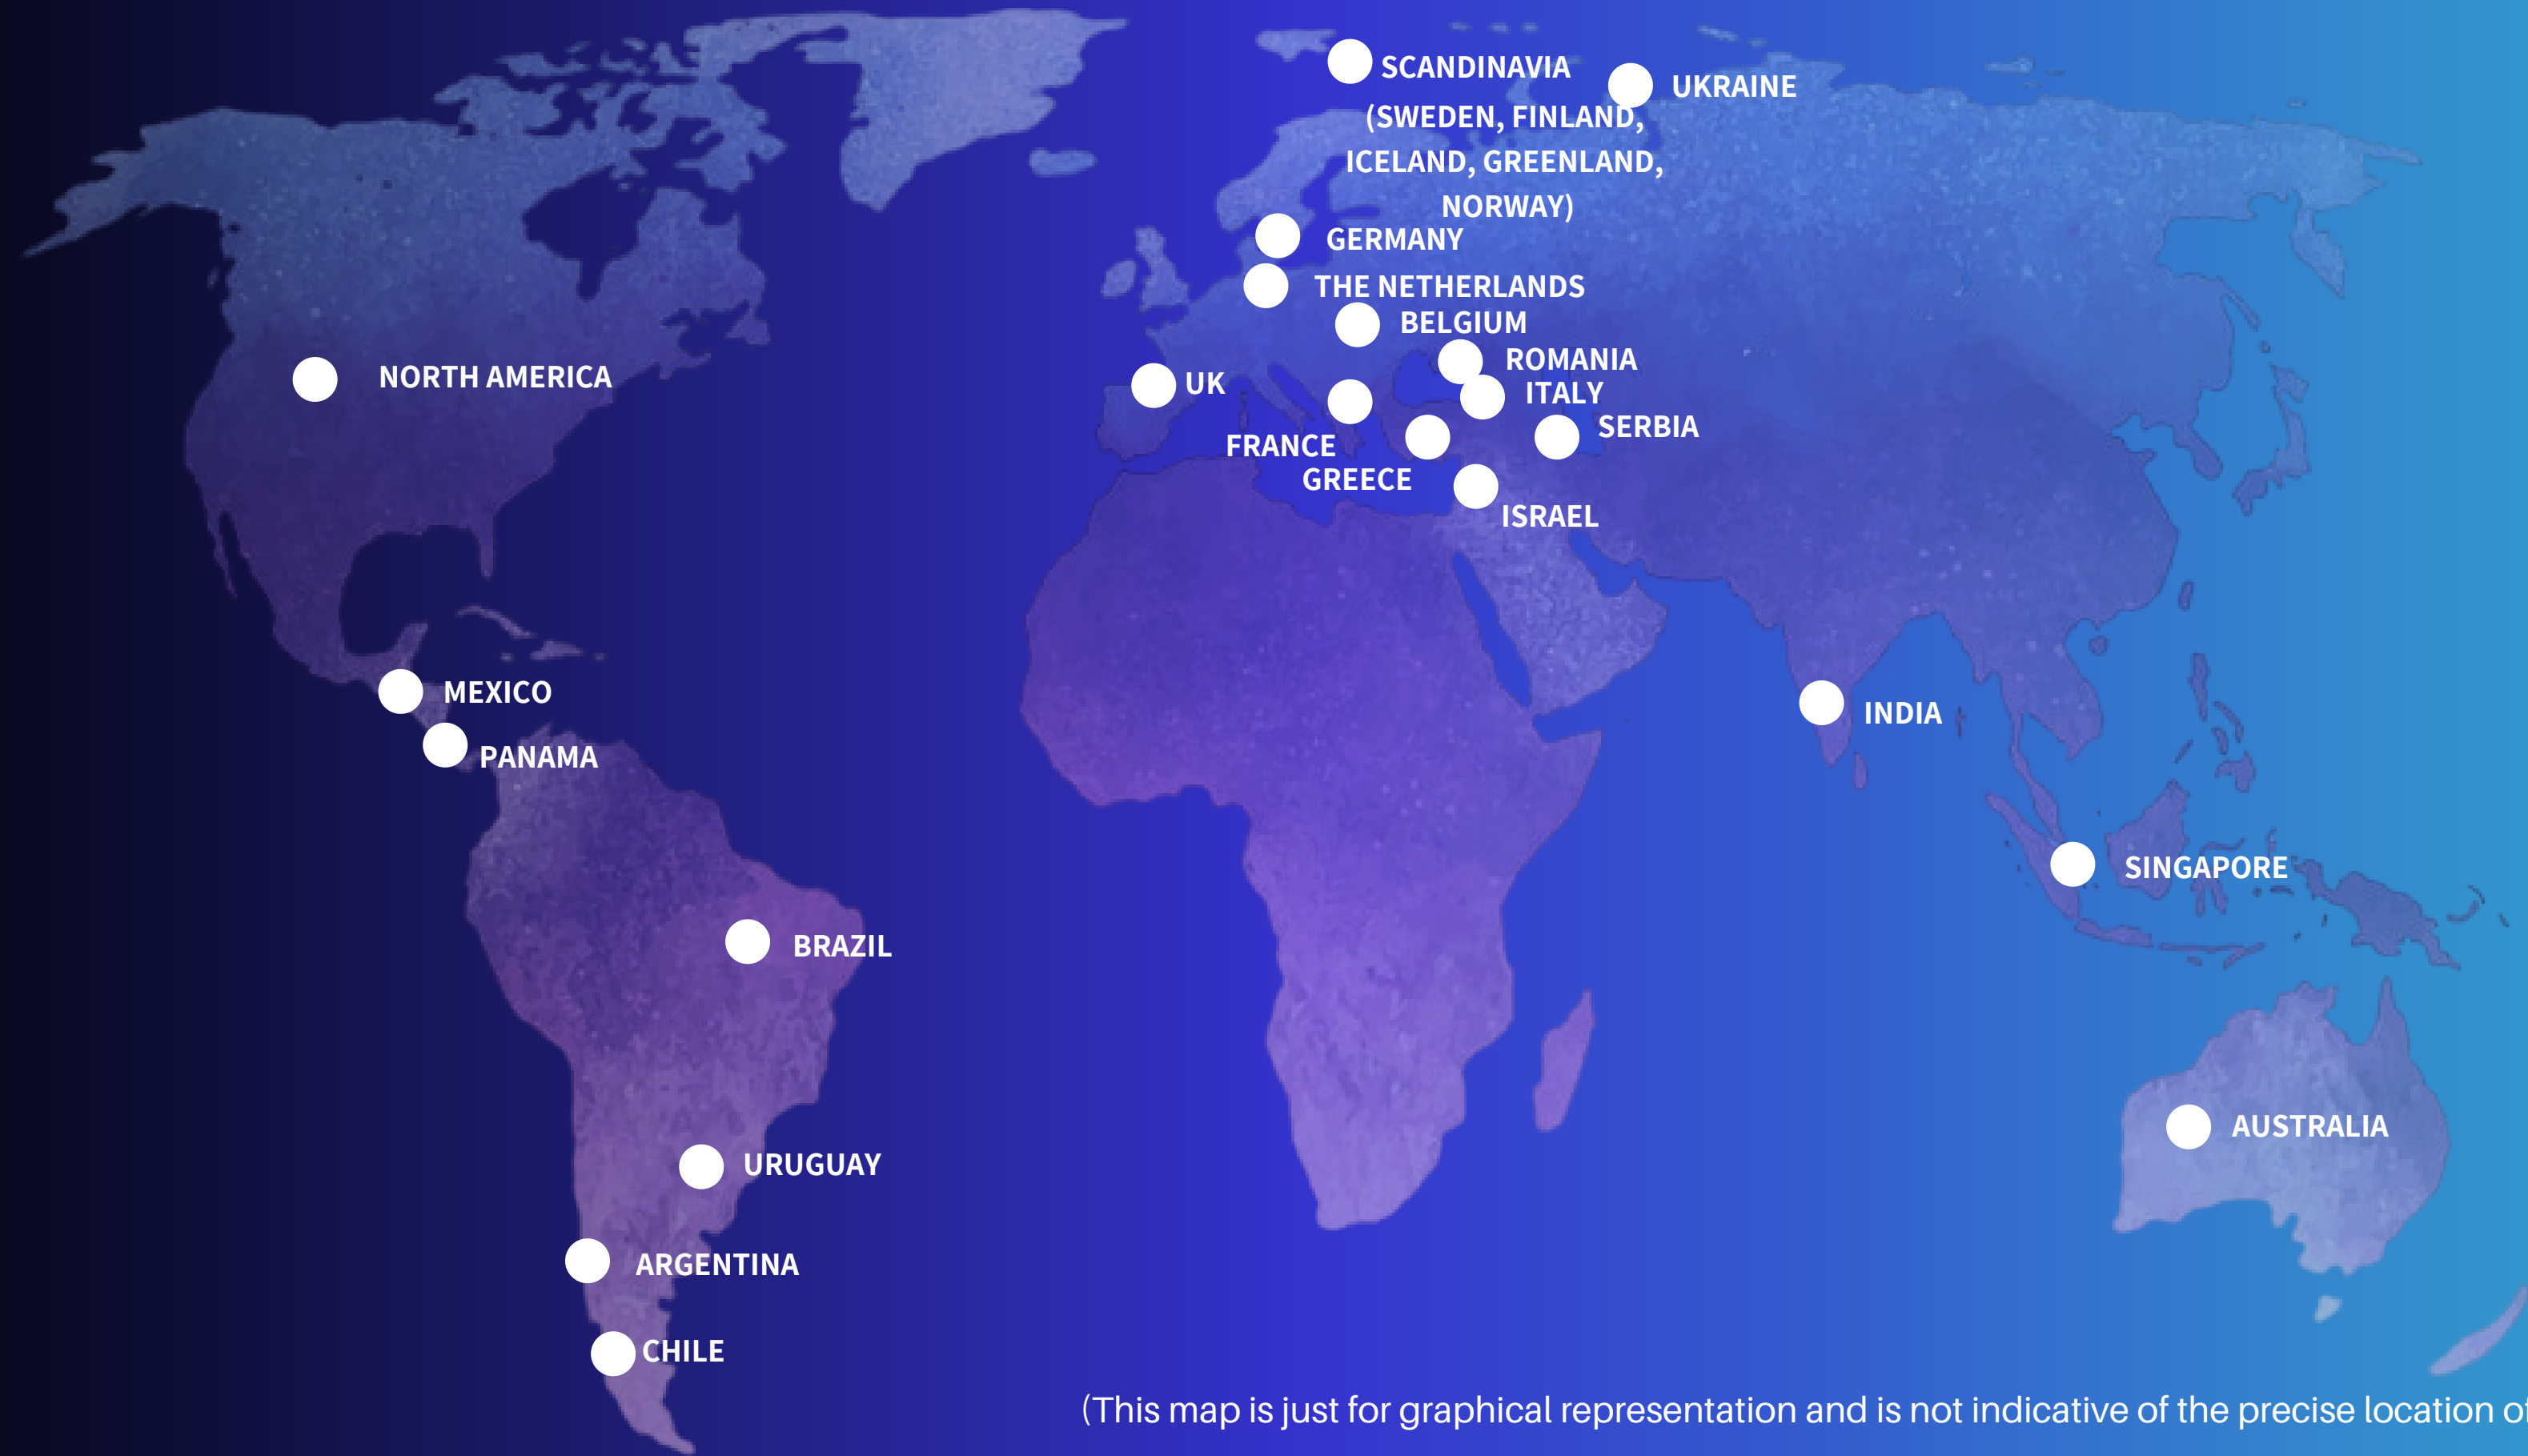 SCANDINAVIA
(SWEDEN, FINLAND,
ICELAND, GREENLAND,
NORWAY)
UKRAINE
GERMANY
THE NETHERLANDS
BELGIUM
ROMANIA
ITALY
SERBIA
UK
FRANCE
GREECE
ISRAEL
NORTH AMERICA
MEXICO
PANAMA
INDIA
SINGAPORE
BRAZIL
AUSTRALIA
URUGUAY
ARGENTINA
CHILE
(This map is just for graphical representation and is not indicative of the precise location